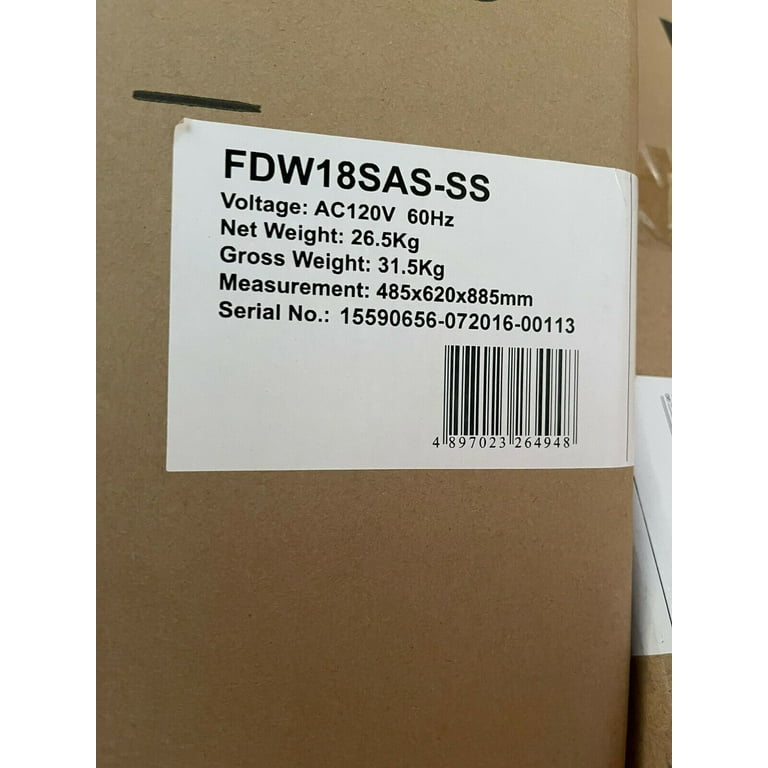 FDW18SAS-SS
Voltage: AC120V 60Hz
Net Weight: 26.5Kg
Gross Weight: 31.5Kg
Measurement: 485x620x885mm
Serial No.: 15590656-072016-00113
4 897023 264948